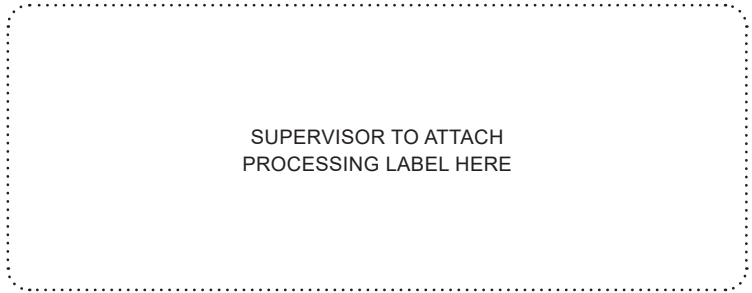 SUPERVISOR TO ATTACH
PROCESSING LABEL HERE